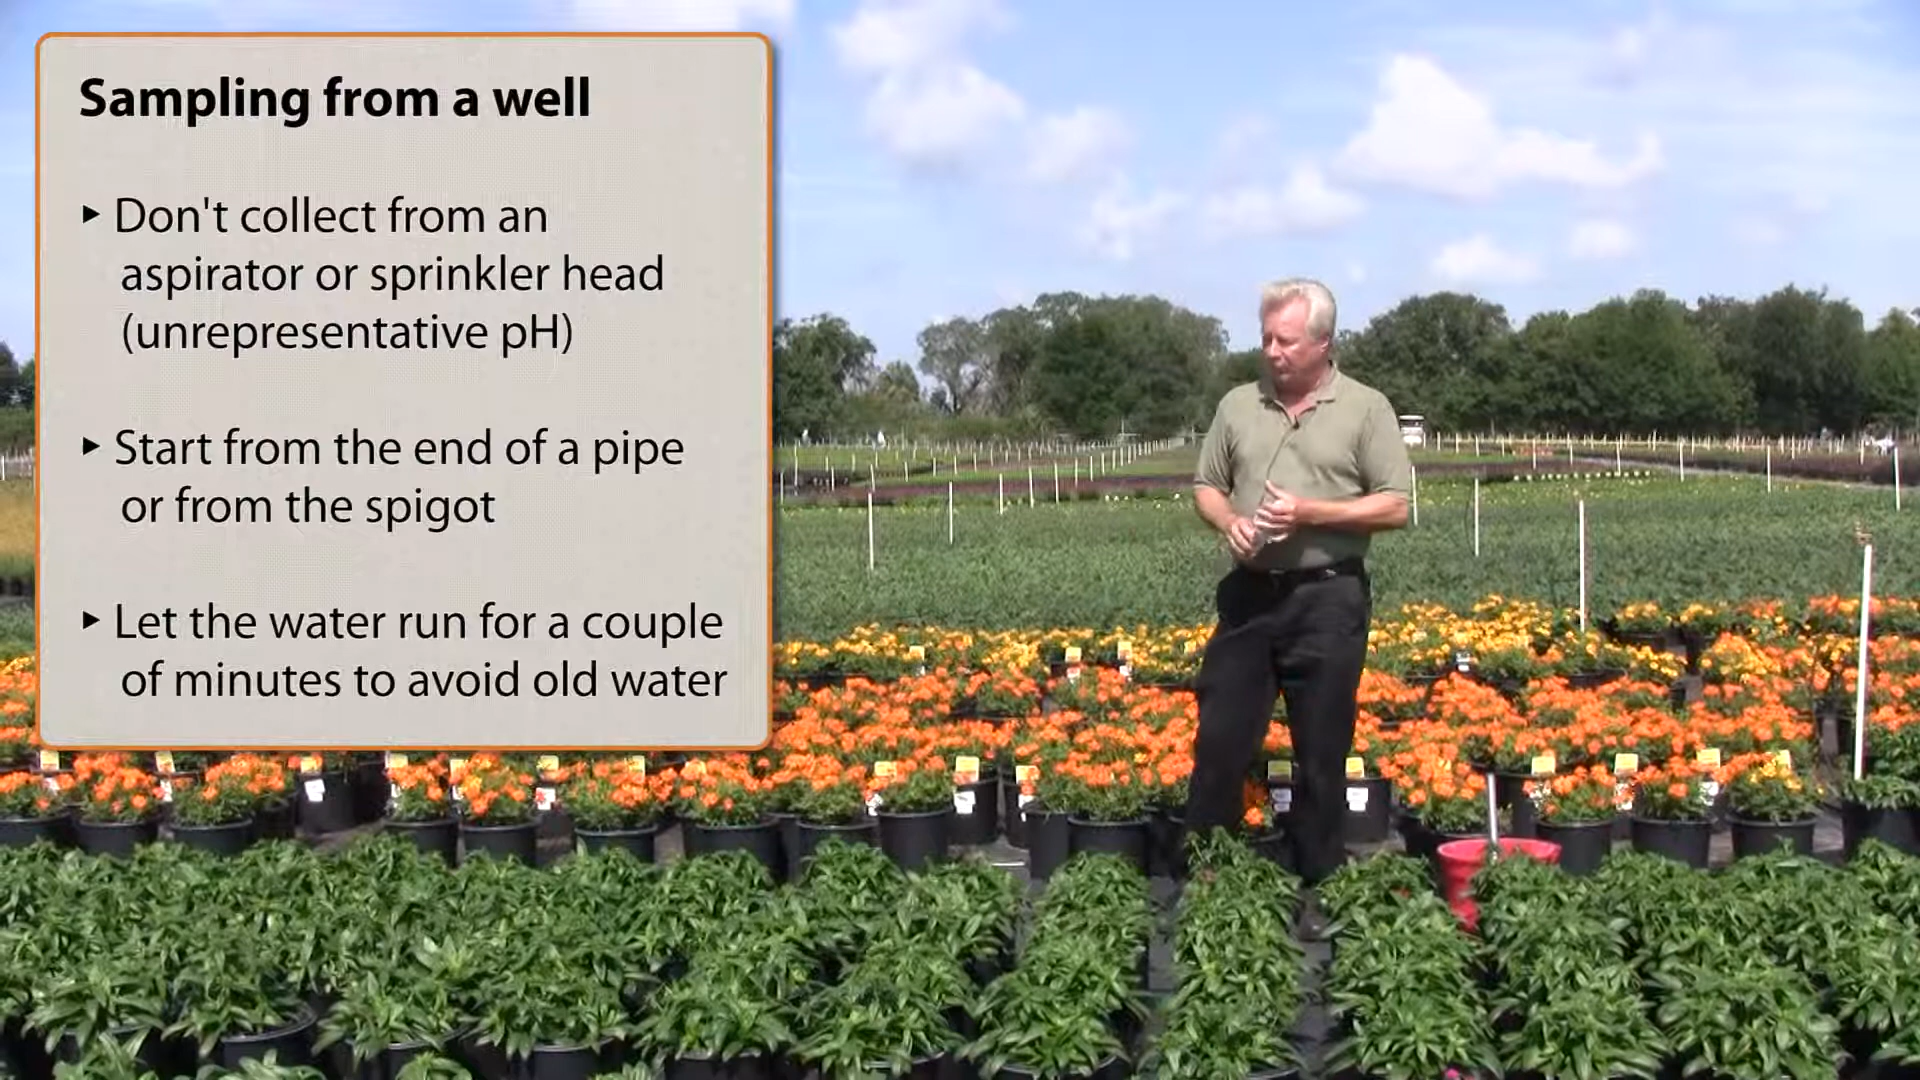 Sampling from a well
▸ Don't collect from an
aspirator or sprinkler head
(unrepresentative pH)
▸ Start from the end of a pipe
or from the spigot
▸ Let the water run for a couple
of minutes to avoid old water